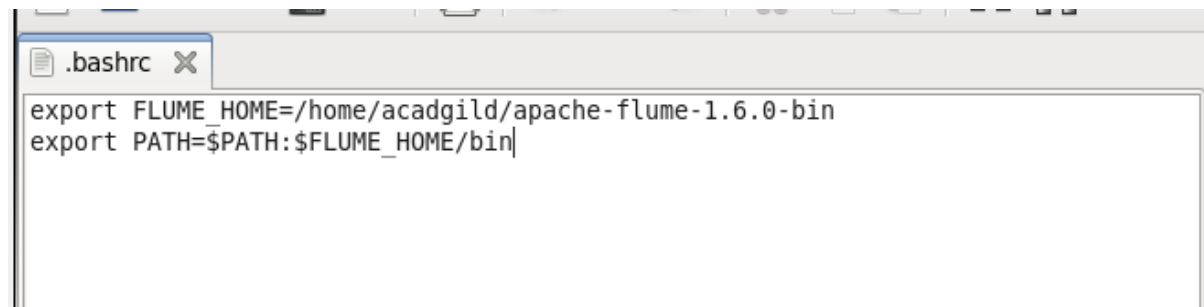 .bashrc
export FLUME_HOME=/home/acadgild/apache-flume-1.6.0-bin
export PATH=$PATH:$FLUME_HOME/bin